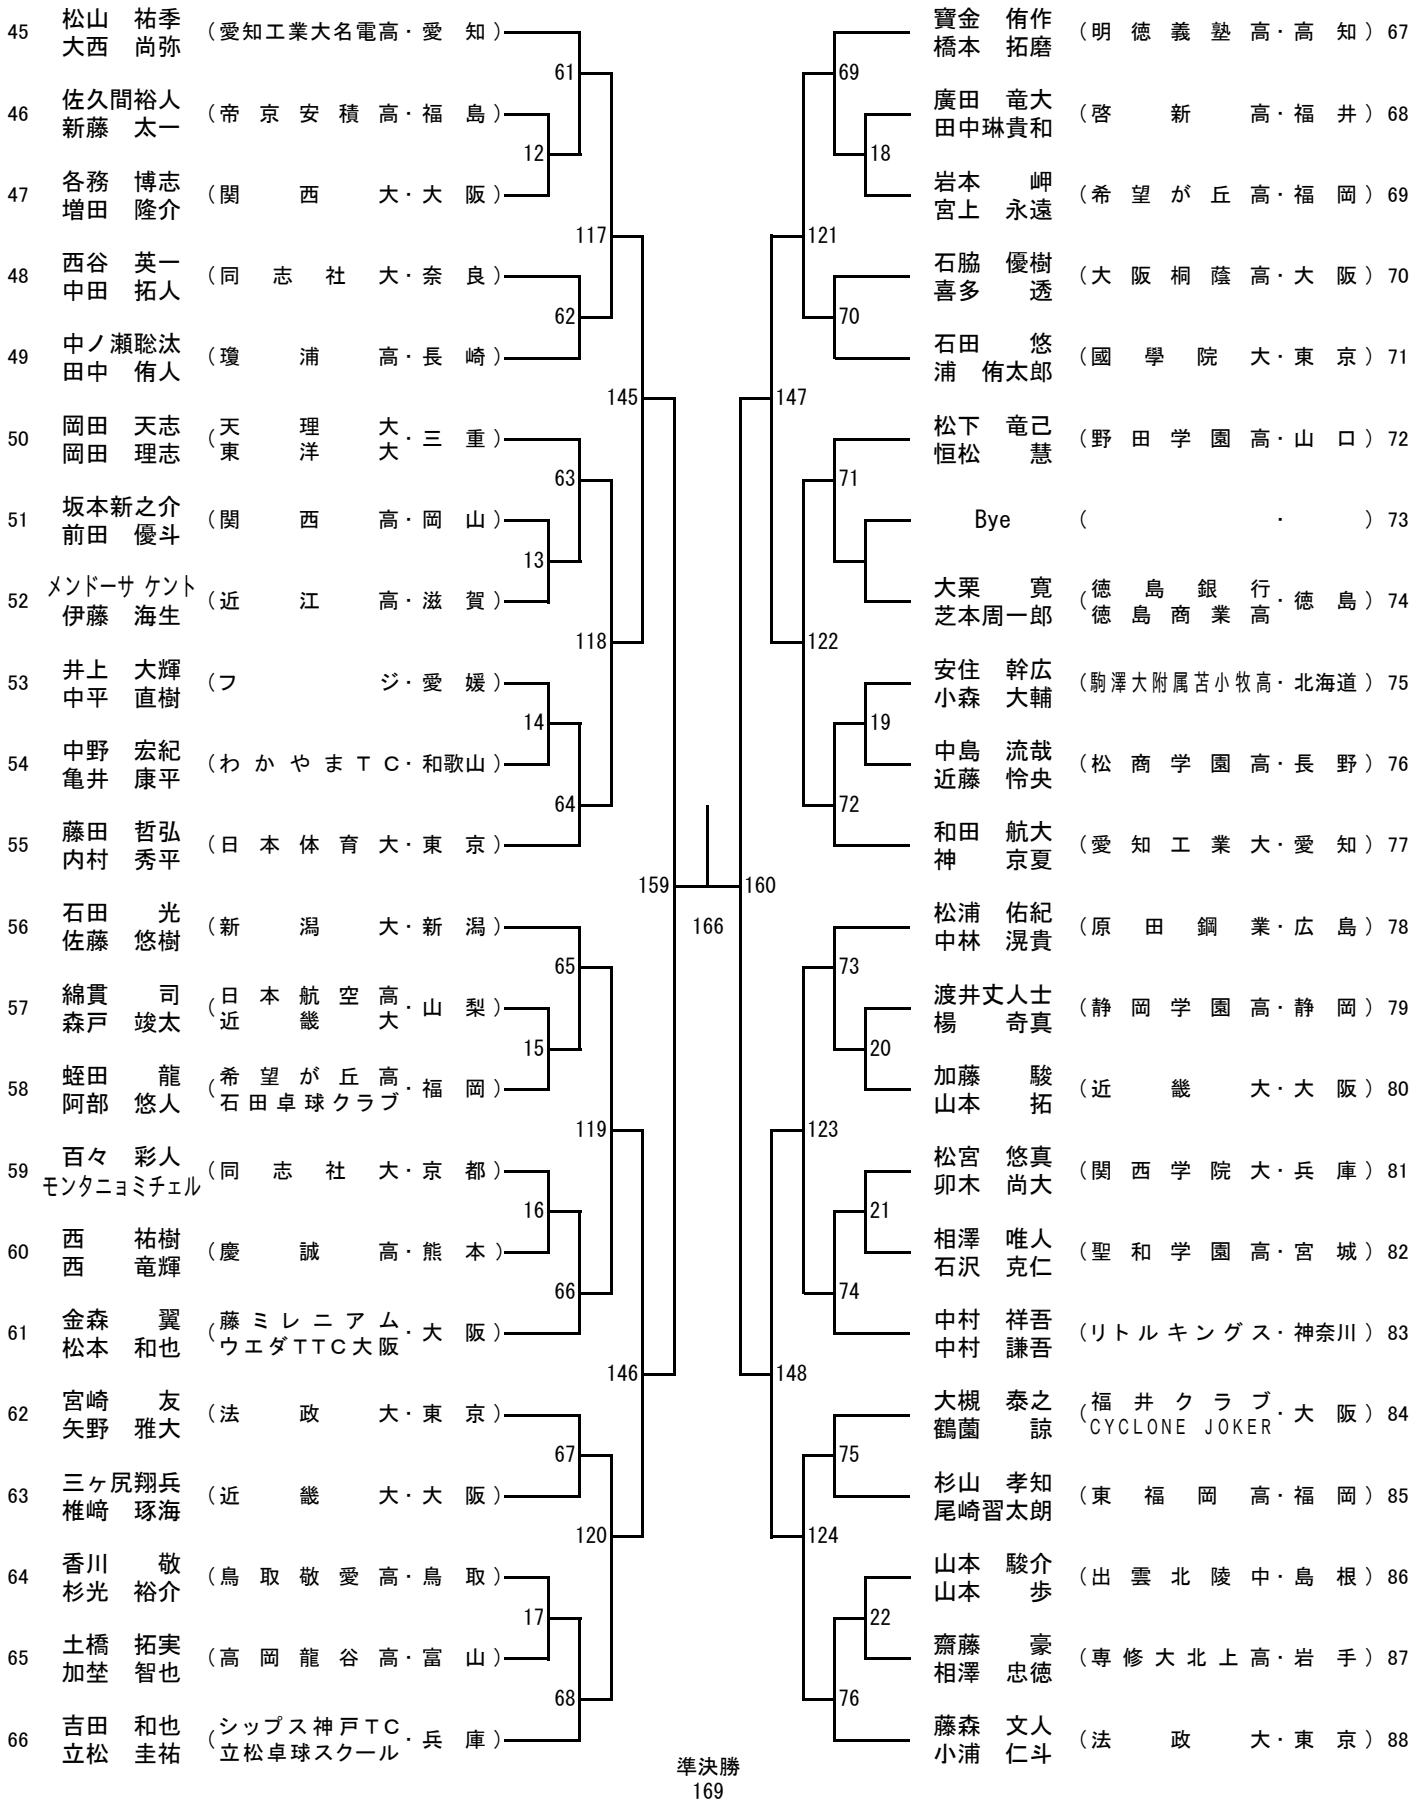 45 松山 祐季 大西 尚弥 (愛知工業大名電高・愛 知)
61
46 佐久間裕人 新藤 太一 (帝京安積高・福 島)
12
47 各務 博志 増田 隆介 (関西大・大 阪)
117
48 西谷 英一 中田 拓人 (同志社大・奈 良)
62
49 中ノ瀬聡汰 田中 侑人 (瓊浦高・長 崎)
145
50 岡田 天志 岡田 理志 (天理大 東洋大・三 重)
63
51 坂本新之介 前田 優斗 (関西高・岡 山)
13
52 メンドーサ ケント 伊藤 海生 (近江高・滋 賀)
118
53 井上 大輝 中平 直樹 (フジ・愛 媛)
14
54 中野 宏紀 亀井 康平 (わかやまTC・和歌山)
64
55 藤田 哲弘 内村 秀平 (日本体育大・東 京)
159
56 石田 光 佐藤 悠樹 (新潟大・新 潟)
65
57 綿貫 司 森戸 竣太 (日本航空高 近畿大・山 梨)
15
58 蛭田 龍 阿部 悠人 (希望が丘高 石田卓球クラブ・福 岡)
119
59 百々 彩人 モンタニョミチェル (同志社大・京 都)
16
60 西 祐樹 西 竜輝 (慶誠高・熊 本)
66
61 金森 翼 松本 和也 (藤ミレニアム ウエダTTC大阪・大 阪)
146
62 宮崎 友 矢野 雅大 (法政大・東 京)
67
63 三ヶ尻翔兵 椎﨑 琢海 (近畿大・大 阪)
120
64 香川 敬 杉光 裕介 (鳥取敬愛高・鳥 取)
17
65 土橋 拓実 加埜 智也 (高岡龍谷高・富 山)
68
66 吉田 和也 立松 圭祐 (シップス神戸TC 立松卓球スクール・兵 庫)
166
準決勝
169
寶金 侑作 橋本 拓磨 (明徳義塾高・高 知) 67
69
廣田 竜大 田中琳貴和 (啓新高・福 井) 68
18
岩本 岬 宮上 永遠 (希望が丘高・福 岡) 69
121
石脇 優樹 喜多 透 (大阪桐蔭高・大 阪) 70
70
石田 悠 浦 侑太郎 (國學院大・東 京) 71
147
松下 竜己 恒松 慧 (野田学園高・山 口) 72
71
Bye ( ・ ) 73
大栗 寛 芝本周一郎 (徳島銀行 徳島商業高・徳 島) 74
122
安住 幹広 小森 大輔 (駒澤大附属苫小牧高・北海道) 75
19
中島 流哉 近藤 怜央 (松商学園高・長 野) 76
72
和田 航大 神 京夏 (愛知工業大・愛 知) 77
160
松浦 佑紀 中林 滉貴 (原田鋼業・広 島) 78
73
渡井丈人士 楊 奇真 (静岡学園高・静 岡) 79
20
加藤 駿 山本 拓 (近畿大・大 阪) 80
123
松宮 悠真 卯木 尚大 (関西学院大・兵 庫) 81
21
相澤 唯人 石沢 克仁 (聖和学園高・宮 城) 82
74
中村 祥吾 中村 謙吾 (リトルキングス・神奈川) 83
148
大槻 泰之 鶴薗 諒 (福井クラブ CYCLONE JOKER・大 阪) 84
75
杉山 孝知 尾崎習太朗 (東福岡高・福 岡) 85
124
山本 駿介 山本 歩 (出雲北陵中・島 根) 86
22
齋藤 豪 相澤 忠徳 (専修大北上高・岩 手) 87
76
藤森 文人 小浦 仁斗 (法政大・東 京) 88